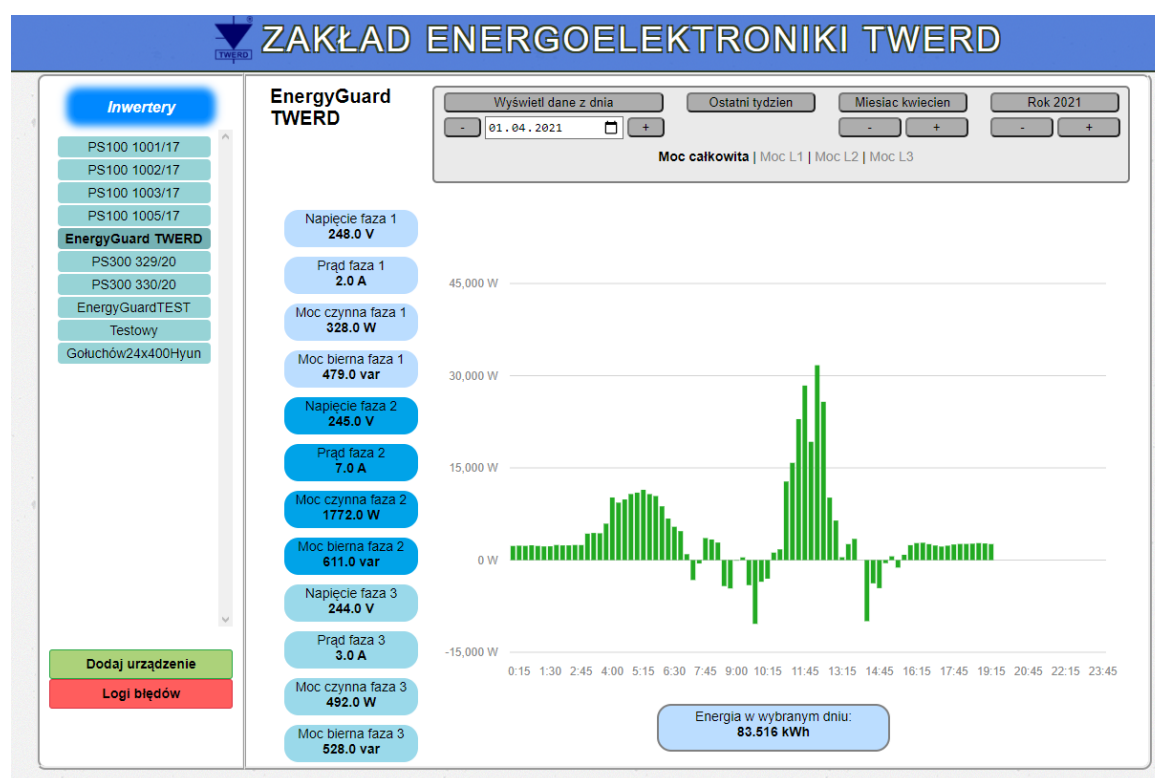 TWERD
ZAKŁAD ENERGOELEKTRONIKI TWERD
Inwertery
PS100 1001/17
PS100 1002/17
PS100 1003/17
PS100 1005/17
EnergyGuard TWERD
PS300 329/20
PS300 330/20
EnergyGuardTEST
Testowy
Gołuchów24x400Hyun
Dodaj urządzenie
Logi błędów
EnergyGuard
TWERD
Wyświetl dane z dnia
Ostatni tydzien
Miesiac kwiecien
Rok 2021
- 01.04.2021 +
- +
- +
Moc całkowita | Moc L1 | Moc L2 | Moc L3
Napięcie faza 1
248.0 V
Prąd faza 1
2.0 A
Moc czynna faza 1
328.0 W
Moc bierna faza 1
479.0 var
Napięcie faza 2
245.0 V
Prąd faza 2
7.0 A
Moc czynna faza 2
1772.0 W
Moc bierna faza 2
611.0 var
Napięcie faza 3
244.0 V
Prąd faza 3
3.0 A
Moc czynna faza 3
492.0 W
Moc bierna faza 3
528.0 var
45,000 W
30,000 W
15,000 W
0 W
-15,000 W
0:15 1:30 2:45 4:00 5:15 6:30 7:45 9:00 10:15 11:45 13:15 14:45 16:15 17:45 19:15 20:45 22:15 23:45
Energia w wybranym dniu:
83.516 kWh